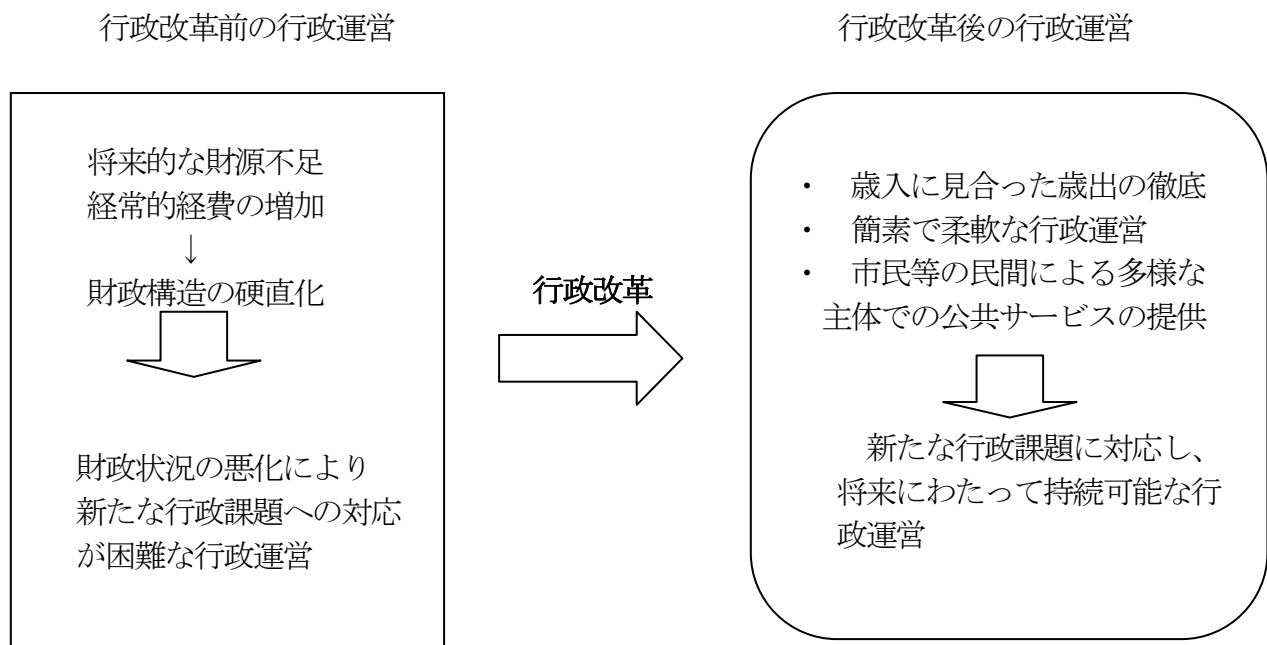 行政改革前の行政運営
将来的な財源不足
経常的経費の増加
↓
財政構造の硬直化
財政状況の悪化により
新たな行政課題への対応
が困難な行政運営
行政改革
行政改革後の行政運営
・ 歳入に見合った歳出の徹底
・ 簡素で柔軟な行政運営
・ 市民等の民間による多様な
主体での公共サービスの提供
新たな行政課題に対応し、
将来にわたって持続可能な行
政運営